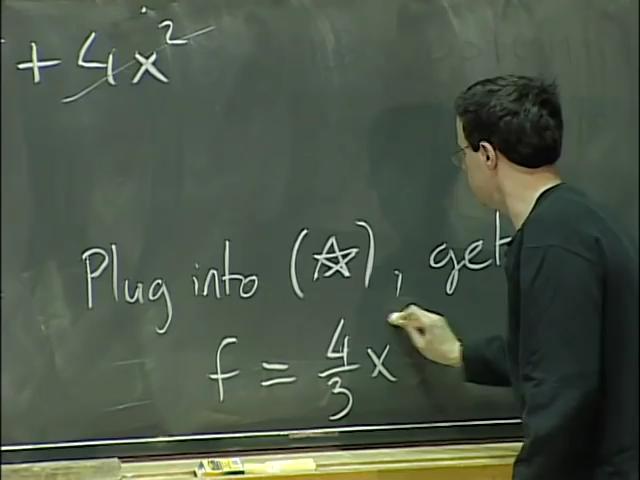 + 4x²
Plug into (☆), get
f = 4/3 x